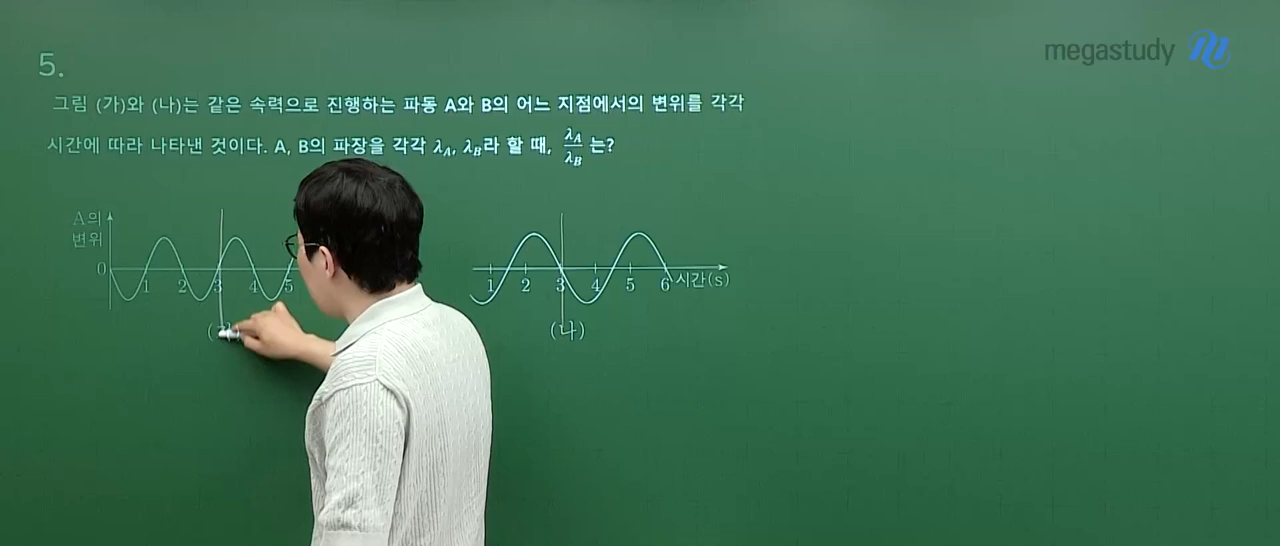 megastudy
5.
그림 (가)와 (나)는 같은 속력으로 진행하는 파동 A와 B의 어느 지점에서의 변위를 각각
시간에 따라 나타낸 것이다. A, B의 파장을 각각 λ_A, λ_B라 할 때, λ_A/λ_B 는?
A의
변위
0 1 2 3 4 5
1 2 3 4 5 6 시간(s)
(나)